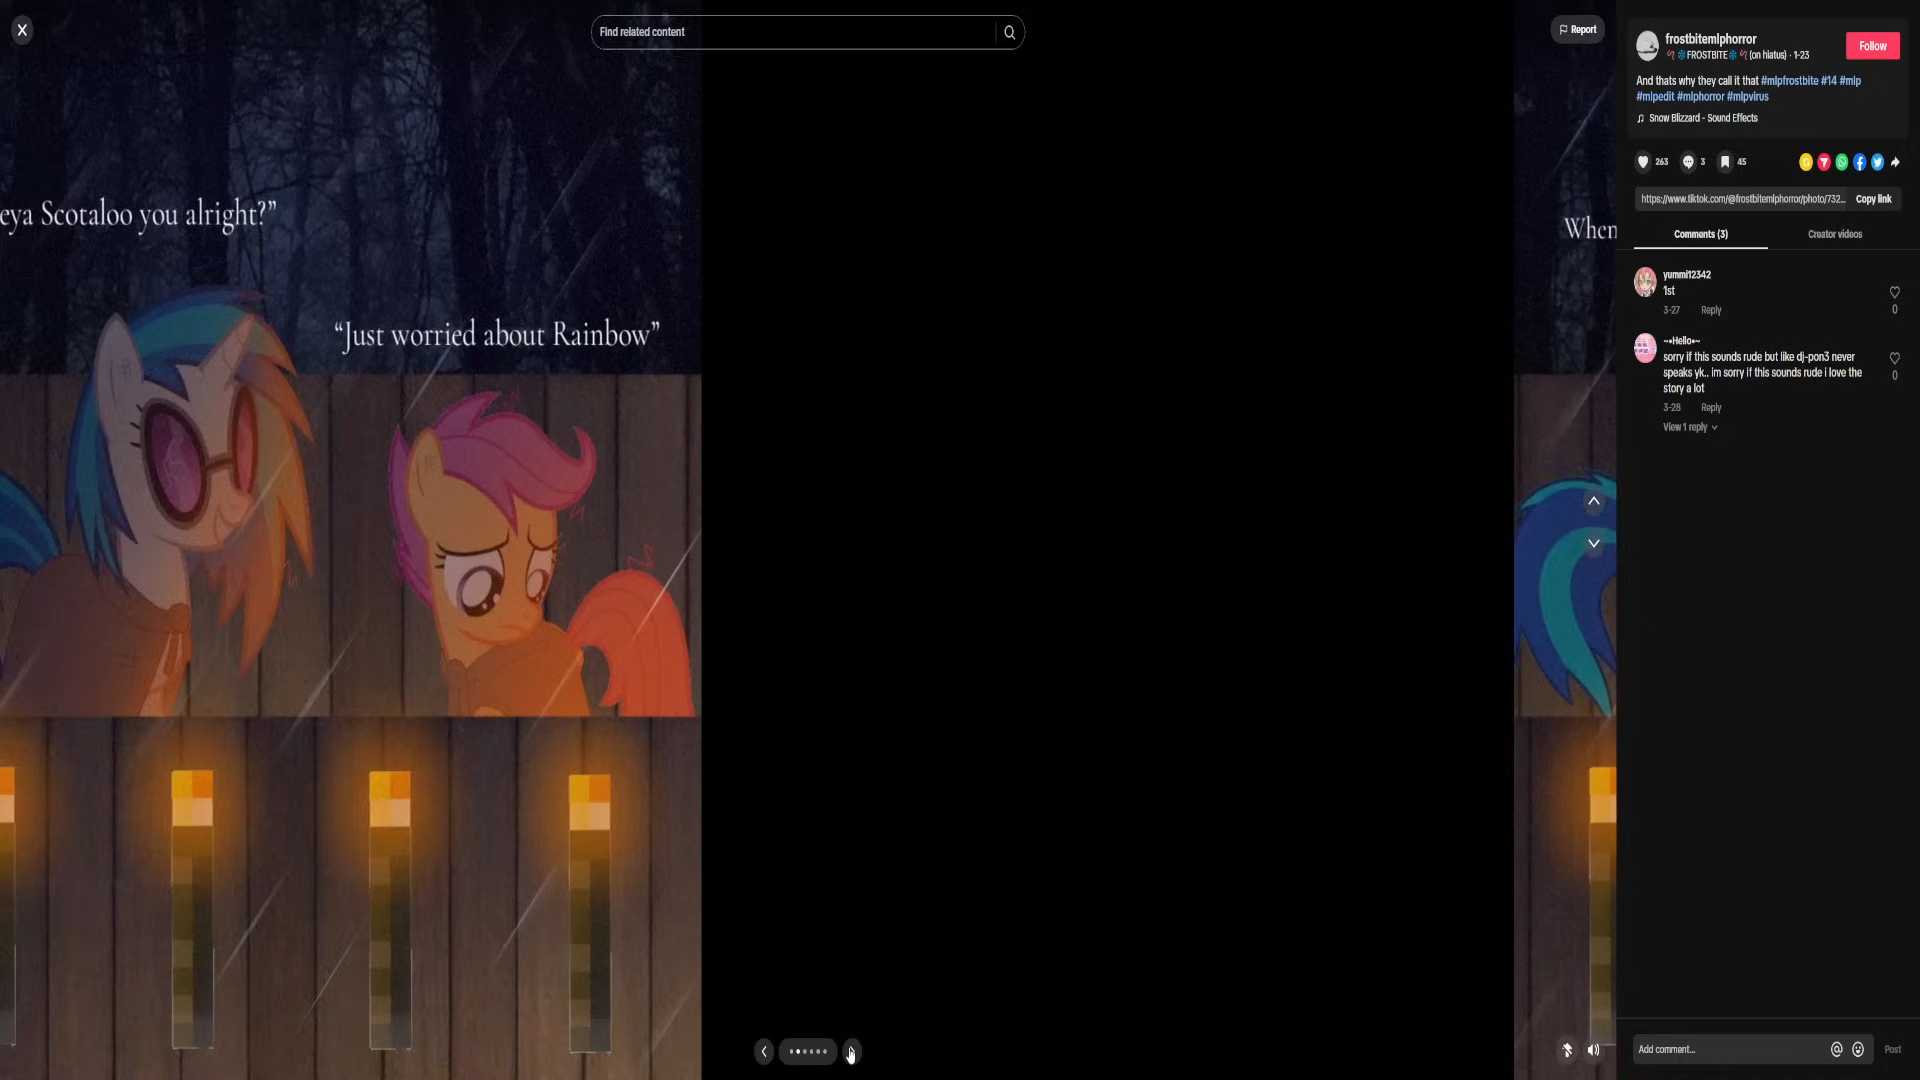 X
Find related content
Report
eya Scotaloo you alright?”
“Just worried about Rainbow”
When
frostbitemlphorror
FROSTBITE (on hiatus) · 1-23
Follow
And thats why they call it that #mlpfrostbite #14 #mlp
#mlpedit #mlphorror #mlpvirus
Snow Blizzard - Sound Effects
263
3
45
https://www.tiktok.com/@frostbitemlphorror/photo/732...
Copy link
Comments (3)
Creator videos
yummi12342
1st
3-27 Reply
0
~•Hello•~
sorry if this sounds rude but like dj-pon3 never
speaks yk.. im sorry if this sounds rude i love the
story a lot
3-28 Reply
0
View 1 reply
Add comment...
Post